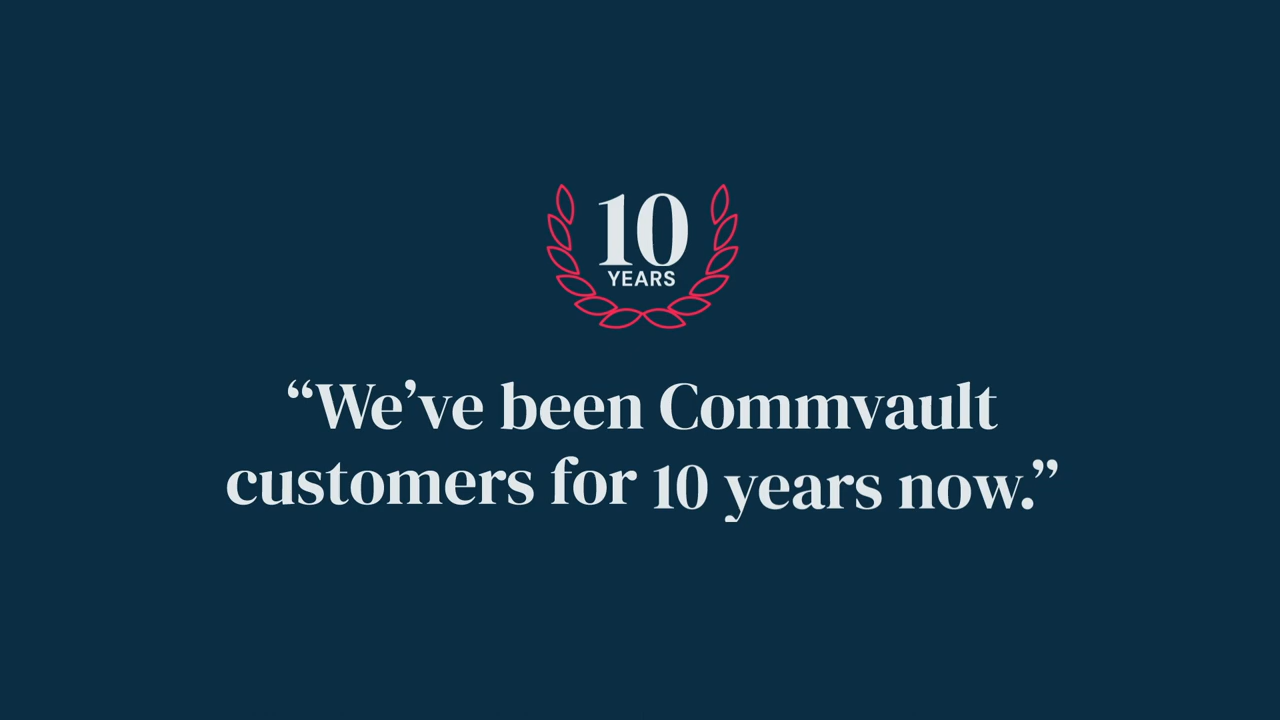 10
YEARS
“We’ve been Commvault
customers for 10 years now.”